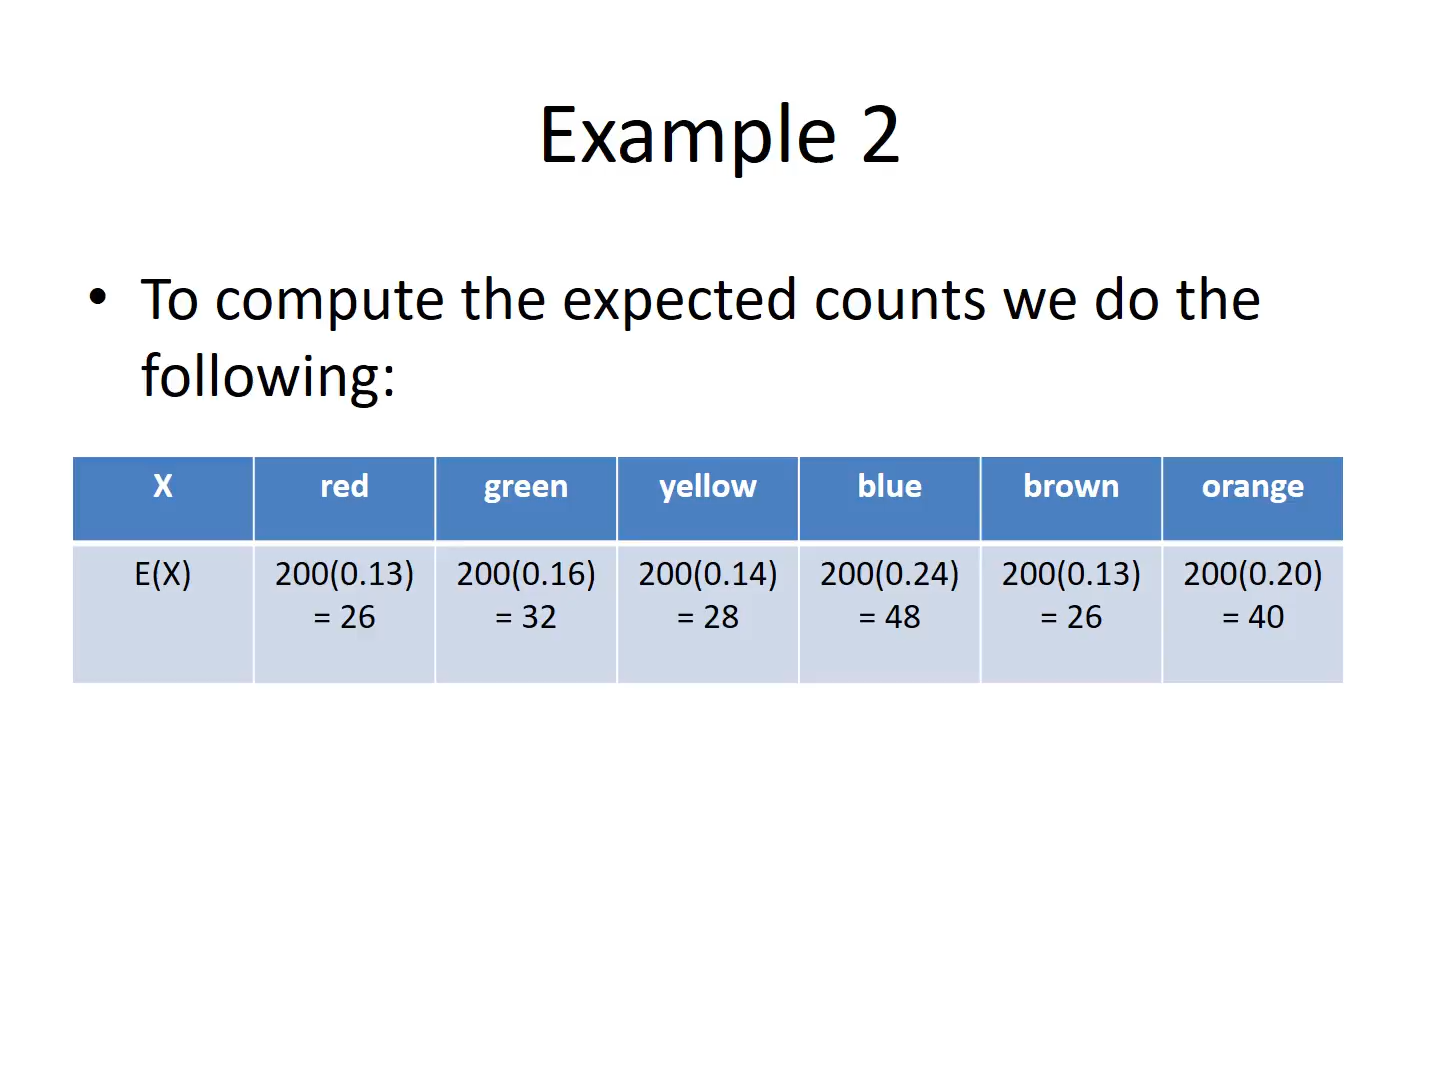 Example 2
• To compute the expected counts we do the
following:
X red green yellow blue brown orange
E(X) 200(0.13) 200(0.16) 200(0.14) 200(0.24) 200(0.13) 200(0.20)
= 26 = 32 = 28 = 48 = 26 = 40